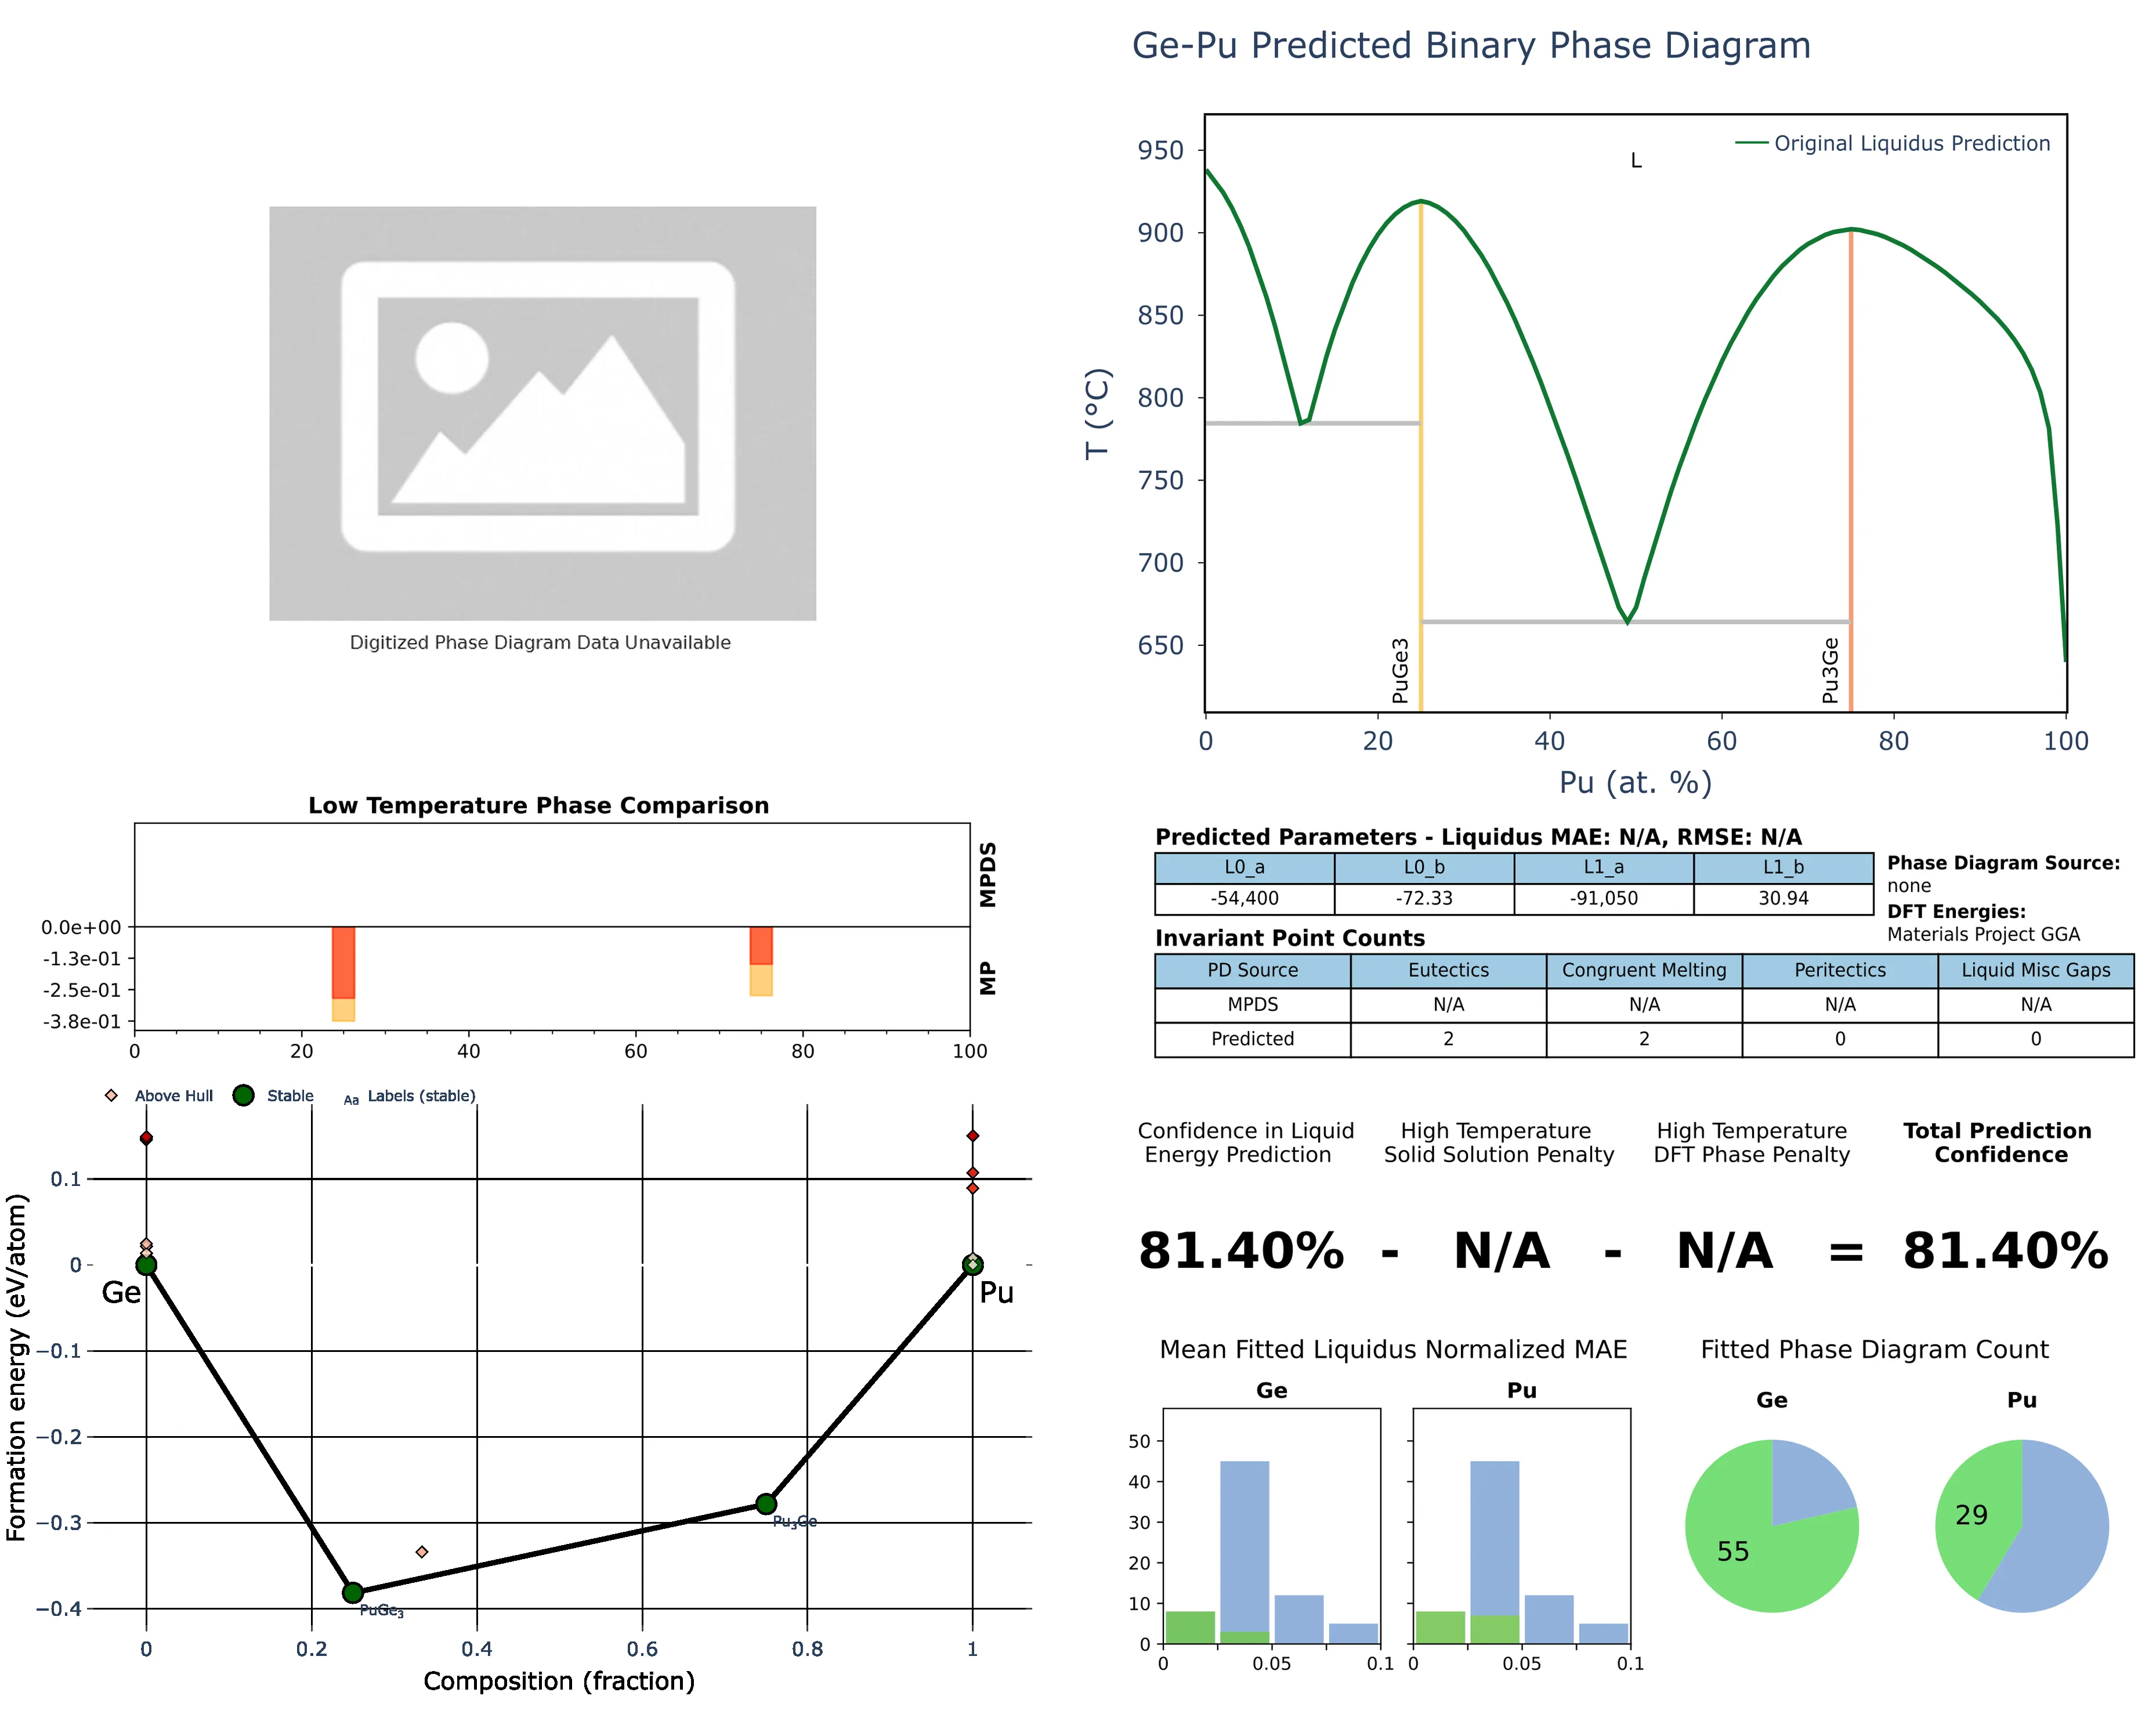 Ge-Pu Predicted Binary Phase Diagram
Digitized Phase Diagram Data Unavailable
950
900
850
800
750
700
650
T (°C)
L
Original Liquidus Prediction
PuGe3
Pu3Ge
0 20 40 60 80 100
Pu (at. %)
Low Temperature Phase Comparison
MPDS
MP
0.0e+00
-1.3e-01
-2.5e-01
-3.8e-01
0 20 40 60 80 100
Predicted Parameters - Liquidus MAE: N/A, RMSE: N/A
L0_a L0_b L1_a L1_b
-54,400 -72.33 -91,050 30.94
Phase Diagram Source:
none
DFT Energies:
Materials Project GGA
Invariant Point Counts
PD Source Eutectics Congruent Melting Peritectics Liquid Misc Gaps
MPDS N/A N/A N/A N/A
Predicted 2 2 0 0
Above Hull Stable Aa Labels (stable)
0.1
0
−0.1
−0.2
−0.3
−0.4
Formation energy (eV/atom)
Ge
Pu
PuGe₃
Pu₃Ge
0 0.2 0.4 0.6 0.8 1
Composition (fraction)
Confidence in Liquid
Energy Prediction
High Temperature
Solid Solution Penalty
High Temperature
DFT Phase Penalty
Total Prediction
Confidence
81.40% - N/A - N/A = 81.40%
Mean Fitted Liquidus Normalized MAE
Ge
Pu
50
40
30
20
10
0
0 0.05 0.1
0 0.05 0.1
Fitted Phase Diagram Count
Ge
Pu
55
29